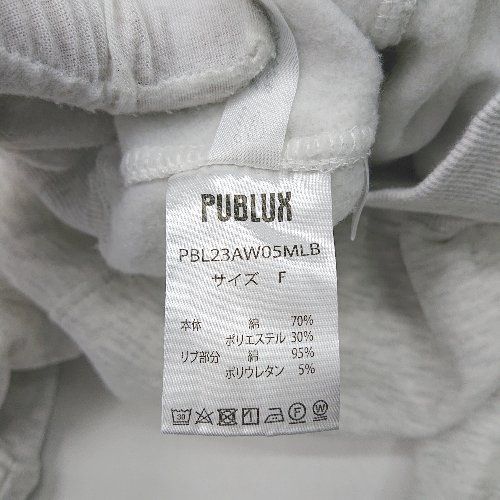 PUBLUX
PBL23AW05MLB
サイズ F
本体 綿 70%
ポリエステル 30%
リブ部分 綿 95%
ポリウレタン 5%
30 F W